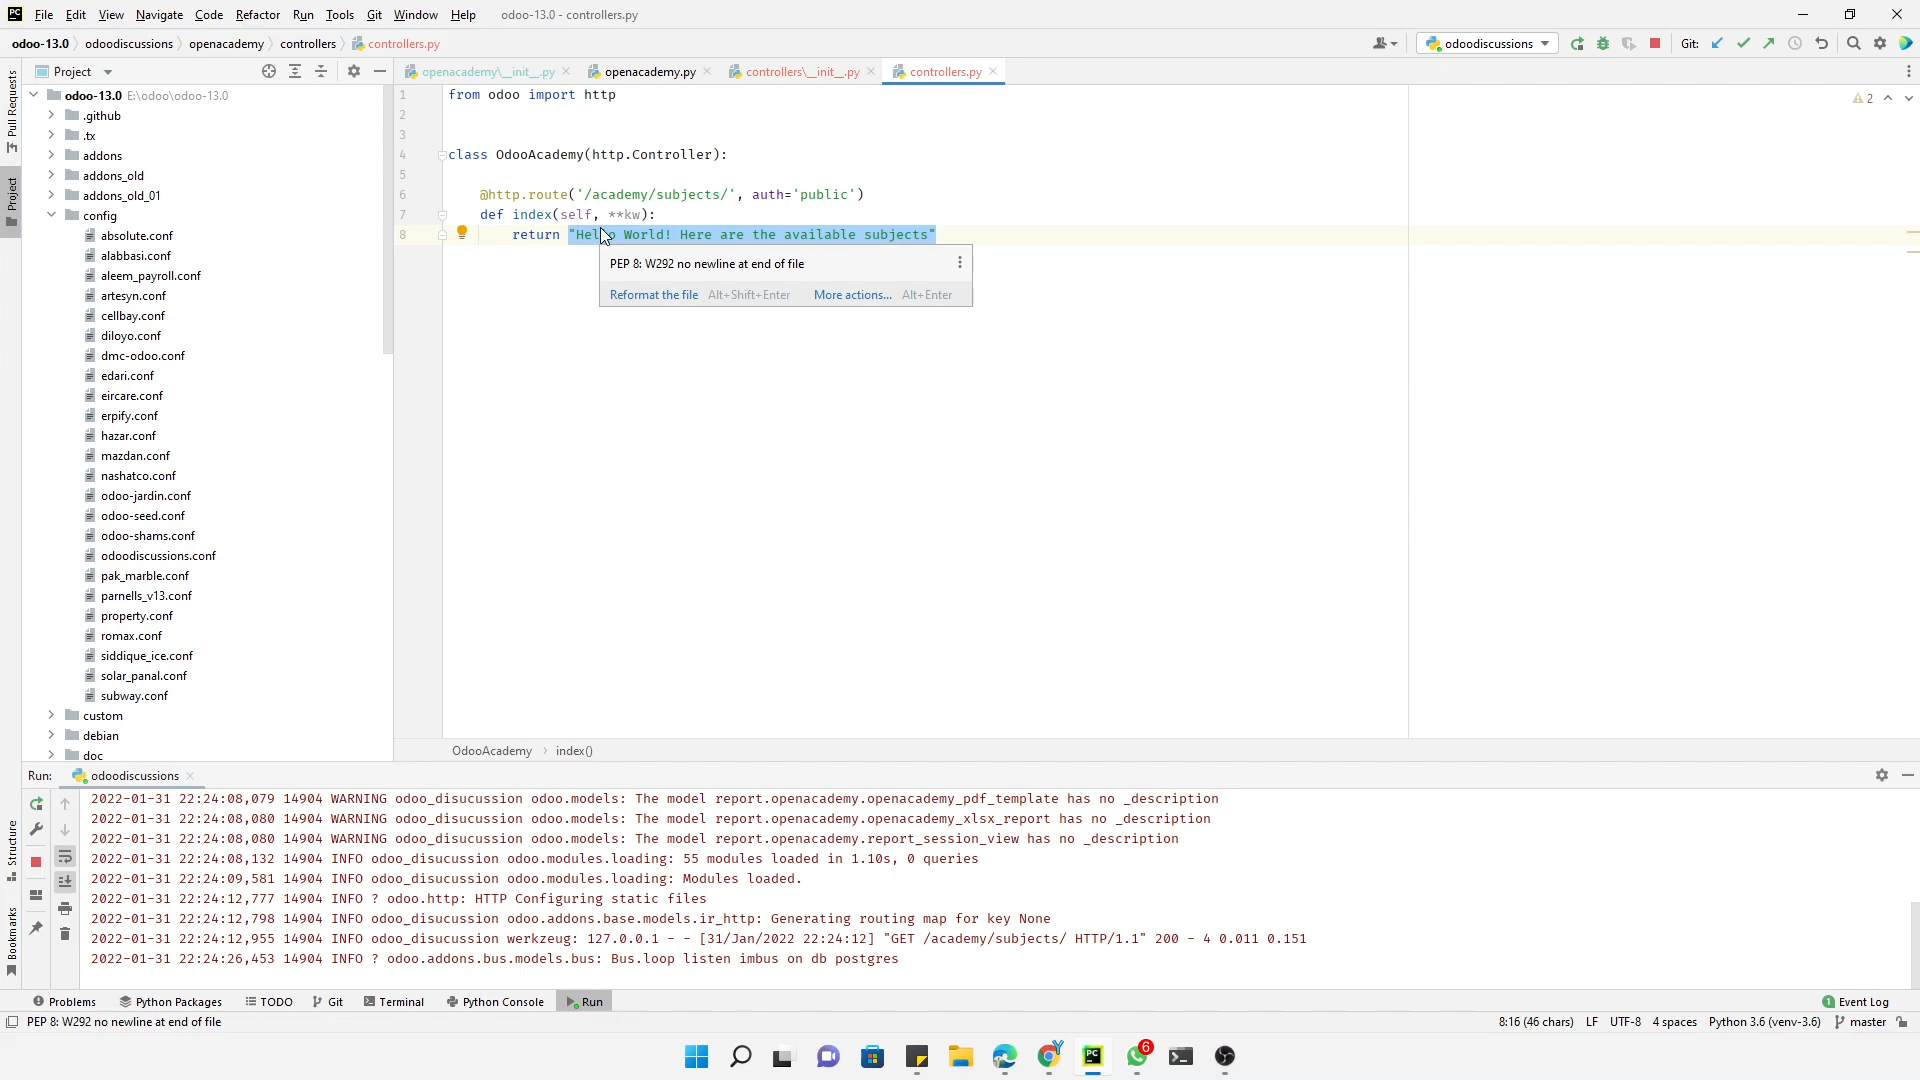 PC File Edit View Navigate Code Refactor Run Tools Git Window Help odoo-13.0 - controllers.py
odoo-13.0 odoodiscussions openacademy controllers controllers.py odoodiscussions Git:
Pull Requests
Project
Structure
Bookmarks
Project
openacademy\__init__.py openacademy.py controllers\__init__.py controllers.py
odoo-13.0 E:\odoo\odoo-13.0
.github
.tx
addons
addons_old
addons_old_01
config
absolute.conf
alabbasi.conf
aleem_payroll.conf
artesyn.conf
cellbay.conf
diloyo.conf
dmc-odoo.conf
edari.conf
eircare.conf
erpify.conf
hazar.conf
mazdan.conf
nashatco.conf
odoo-jardin.conf
odoo-seed.conf
odoo-shams.conf
odoodiscussions.conf
pak_marble.conf
parnells_v13.conf
property.conf
romax.conf
siddique_ice.conf
solar_panal.conf
subway.conf
custom
debian
doc
1 from odoo import http
2
3
4 class OdooAcademy(http.Controller):
5
6 @http.route('/academy/subjects/', auth='public')
7 def index(self, **kw):
8 return "Hello World! Here are the available subjects"
2
PEP 8: W292 no newline at end of file
Reformat the file Alt+Shift+Enter More actions... Alt+Enter
OdooAcademy index()
Run: odoodiscussions
2022-01-31 22:24:08,079 14904 WARNING odoo_disucussion odoo.models: The model report.openacademy.openacademy_pdf_template has no _description
2022-01-31 22:24:08,080 14904 WARNING odoo_disucussion odoo.models: The model report.openacademy.openacademy_xlsx_report has no _description
2022-01-31 22:24:08,080 14904 WARNING odoo_disucussion odoo.models: The model report.openacademy.report_session_view has no _description
2022-01-31 22:24:08,132 14904 INFO odoo_disucussion odoo.modules.loading: 55 modules loaded in 1.10s, 0 queries
2022-01-31 22:24:09,581 14904 INFO odoo_disucussion odoo.modules.loading: Modules loaded.
2022-01-31 22:24:12,777 14904 INFO ? odoo.http: HTTP Configuring static files
2022-01-31 22:24:12,798 14904 INFO odoo_disucussion odoo.addons.base.models.ir_http: Generating routing map for key None
2022-01-31 22:24:12,955 14904 INFO odoo_disucussion werkzeug: 127.0.0.1 - - [31/Jan/2022 22:24:12] "GET /academy/subjects/ HTTP/1.1" 200 - 4 0.011 0.151
2022-01-31 22:24:26,453 14904 INFO ? odoo.addons.bus.models.bus: Bus.loop listen imbus on db postgres
Problems Python Packages TODO Git Terminal Python Console Run 1 Event Log
PEP 8: W292 no newline at end of file 8:16 (46 chars) LF UTF-8 4 spaces Python 3.6 (venv-3.6) master
PC 6